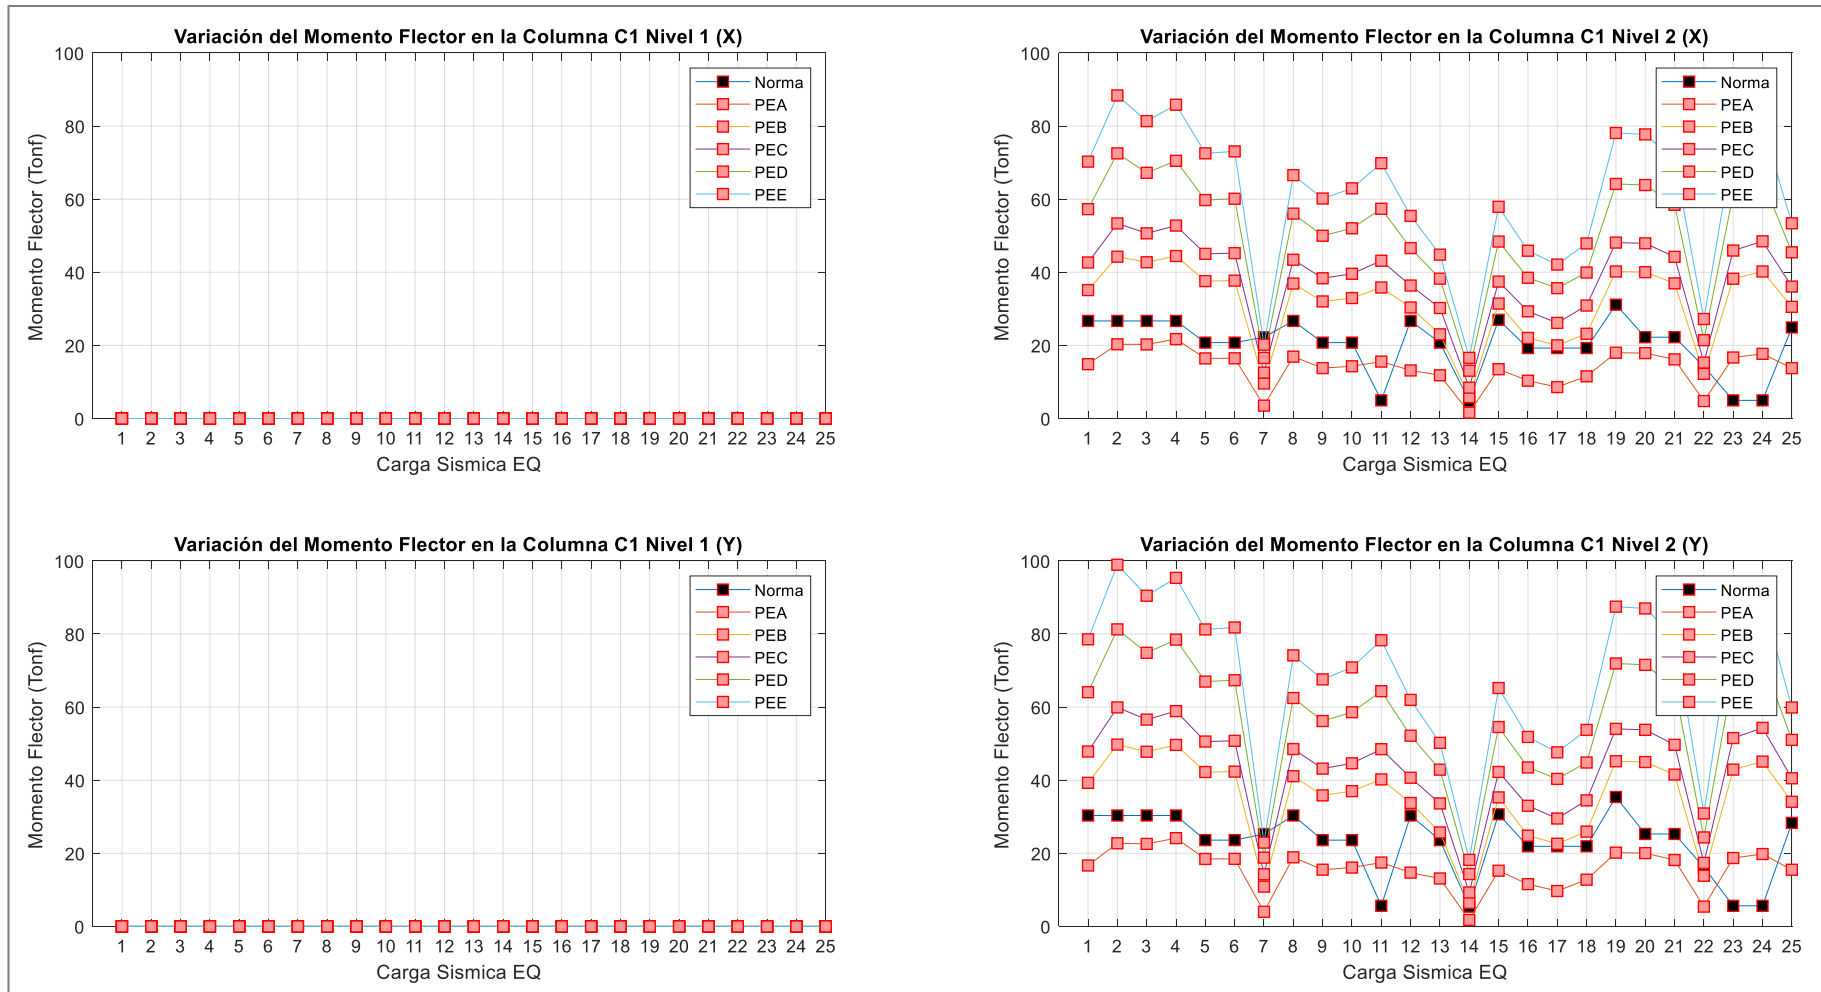 Variación del Momento Flector en la Columna C1 Nivel 1 (X)
100
80
60
40
20
0
Momento Flector (Tonf)
1 2 3 4 5 6 7 8 9 10 11 12 13 14 15 16 17 18 19 20 21 22 23 24 25
Carga Sismica EQ
Norma
PEA
PEB
PEC
PED
PEE
Variación del Momento Flector en la Columna C1 Nivel 2 (X)
100
80
60
40
20
0
Momento Flector (Tonf)
1 2 3 4 5 6 7 8 9 10 11 12 13 14 15 16 17 18 19 20 21 22 23 24 25
Carga Sismica EQ
Norma
PEA
PEB
PEC
PED
PEE
Variación del Momento Flector en la Columna C1 Nivel 1 (Y)
100
80
60
40
20
0
Momento Flector (Tonf)
1 2 3 4 5 6 7 8 9 10 11 12 13 14 15 16 17 18 19 20 21 22 23 24 25
Carga Sismica EQ
Norma
PEA
PEB
PEC
PED
PEE
Variación del Momento Flector en la Columna C1 Nivel 2 (Y)
100
80
60
40
20
0
Momento Flector (Tonf)
1 2 3 4 5 6 7 8 9 10 11 12 13 14 15 16 17 18 19 20 21 22 23 24 25
Carga Sismica EQ
Norma
PEA
PEB
PEC
PED
PEE